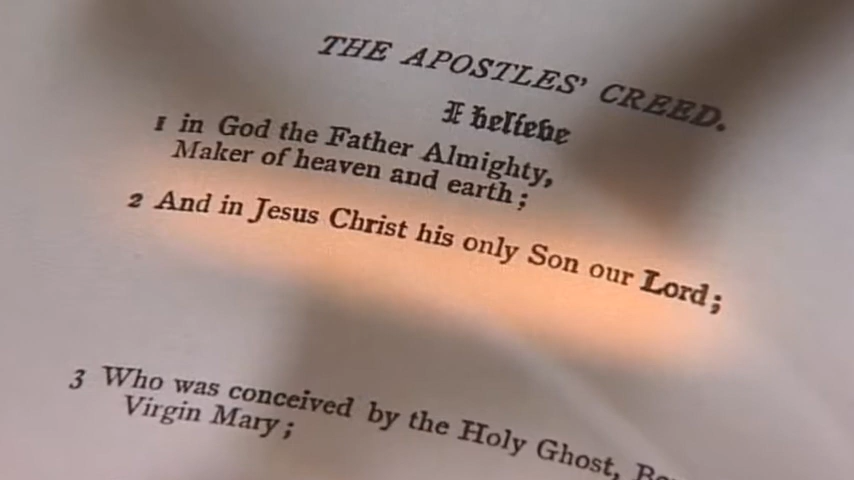 THE APOSTLES' CREED.
I believe
1 in God the Father Almighty,
Maker of heaven and earth;
2 And in Jesus Christ his only Son our Lord;
3 Who was conceived by the Holy Ghost,
Virgin Mary;